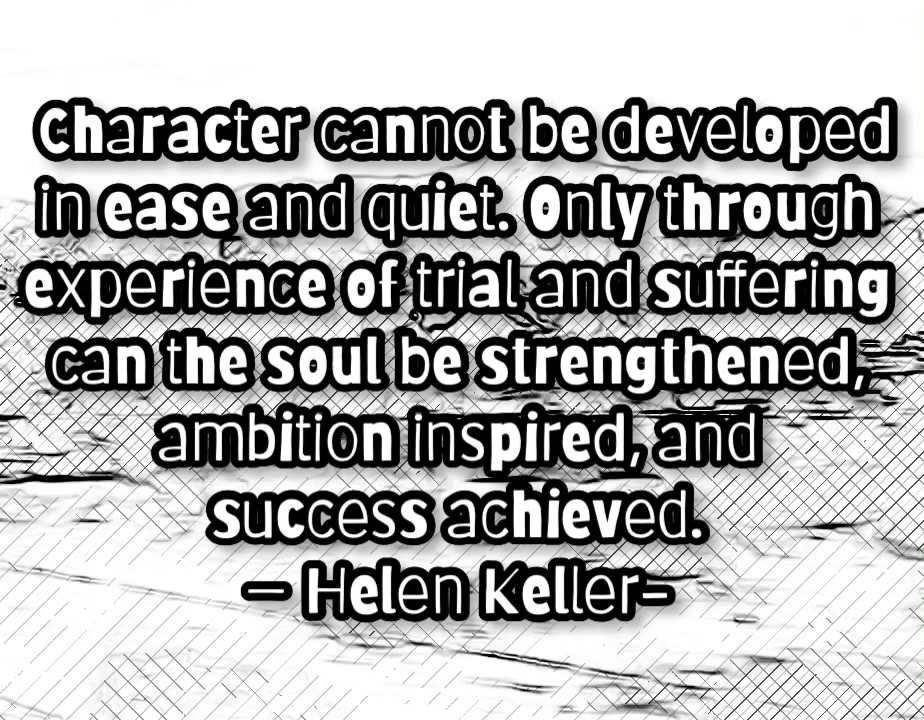 Character cannot be developed
in ease and quiet. Only through
experience of trial and suffering
can the soul be strengthened,
ambition inspired, and
success achieved.
— Helen Keller–